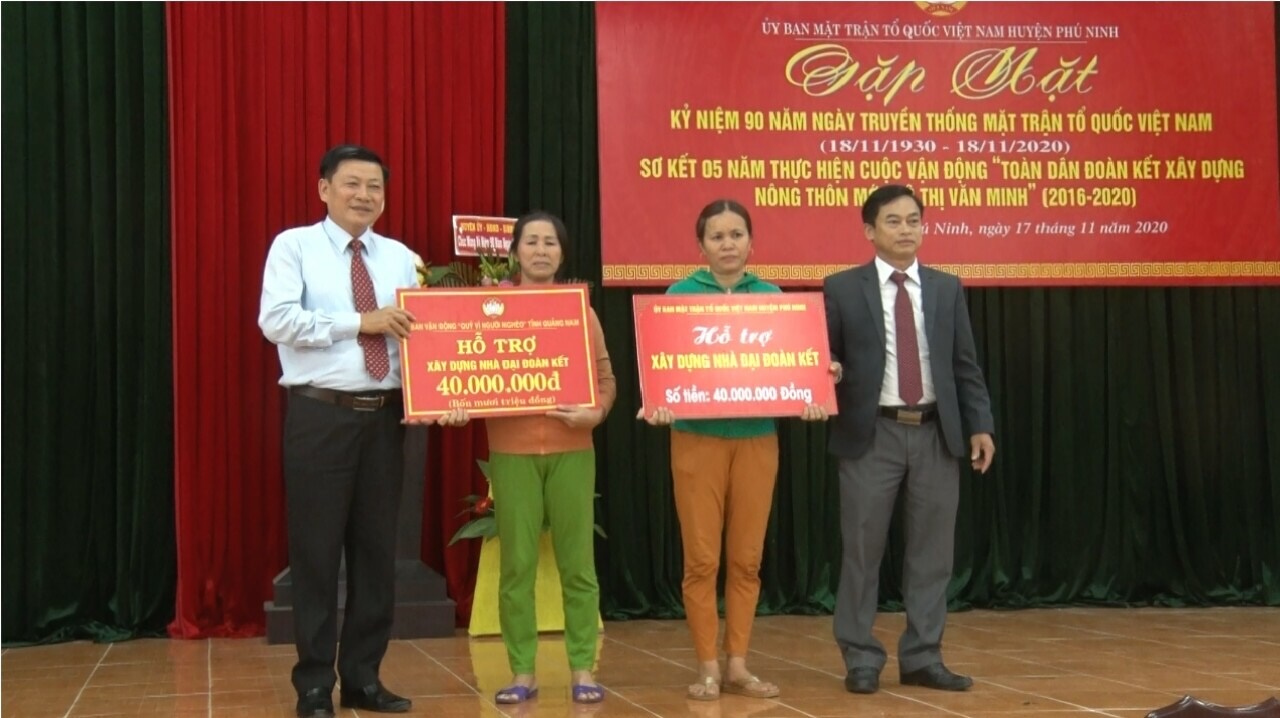 ỦY BAN MẶT TRẬN TỔ QUỐC VIỆT NAM HUYỆN PHÚ NINH
Gặp Mặt
KỶ NIỆM 90 NĂM NGÀY TRUYỀN THỐNG MẶT TRẬN TỔ QUỐC VIỆT NAM
(18/11/1930 - 18/11/2020)
SƠ KẾT 05 NĂM THỰC HIỆN CUỘC VẬN ĐỘNG "TOÀN DÂN ĐOÀN KẾT XÂY DỰNG
NÔNG THÔN THỊ VĂN MINH" (2016-2020)
Ninh, ngày 17 tháng 11 năm 2020
HUYỆN ỦY - HĐND - UBND
BAN VẬN ĐỘNG "QUỸ VÌ NGƯỜI NGHÈO" TỈNH QUẢNG NAM
HỖ TRỢ
XÂY DỰNG NHÀ ĐẠI ĐOÀN KẾT
40.000.000đ
(Bốn mươi triệu đồng)
ỦY BAN MẶT TRẬN TỔ QUỐC VIỆT NAM HUYỆN PHÚ NINH
Hỗ trợ
XÂY DỰNG NHÀ ĐẠI ĐOÀN KẾT
Số tiền: 40.000.000 Đồng